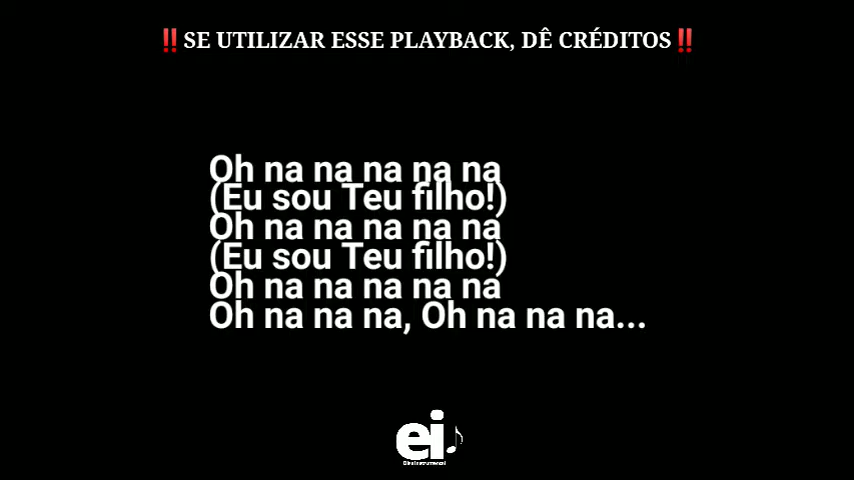 ‼️SE UTILIZAR ESSE PLAYBACK, DÊ CRÉDITOS‼️
Oh na na na na na
(Eu sou Teu filho!)
Oh na na na na na
(Eu sou Teu filho!)
Oh na na na na na
Oh na na na, Oh na na na...
ei